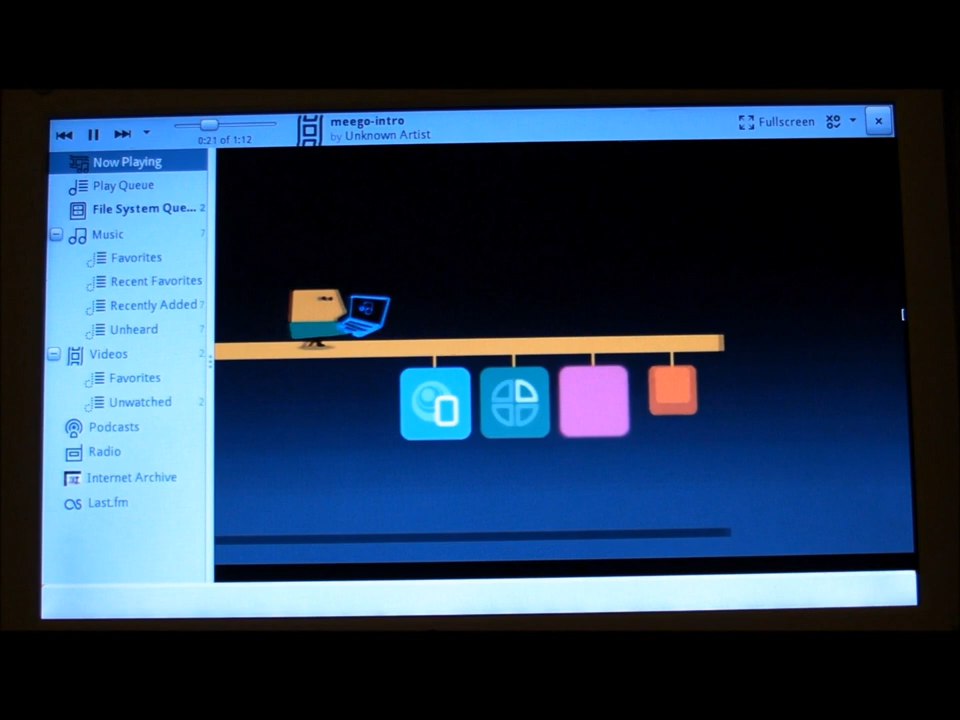 meego-intro
by Unknown Artist
0:21 of 1:12
Fullscreen
Now Playing
Play Queue
File System Que... 2
Music 7
Favorites
Recent Favorites
Recently Added 7
Unheard 7
Videos 2
Favorites
Unwatched 2
Podcasts
Radio
Internet Archive
Last.fm